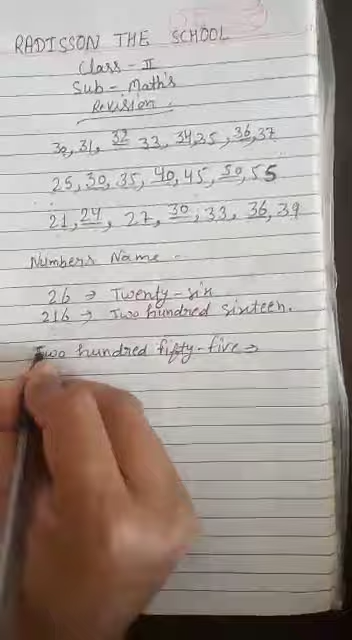 RADISSON THE SCHOOL
Class - II
Sub - Math's
Revision.
30, 31, 32 33, 34, 35, 36, 37
25, 30, 35, 40, 45, 50, 55
21, 24, 27, 30, 33, 36, 39
Numbers Name -
26 → Twenty-six
216 → Two hundred sixteen.
Two hundred fifty-five →